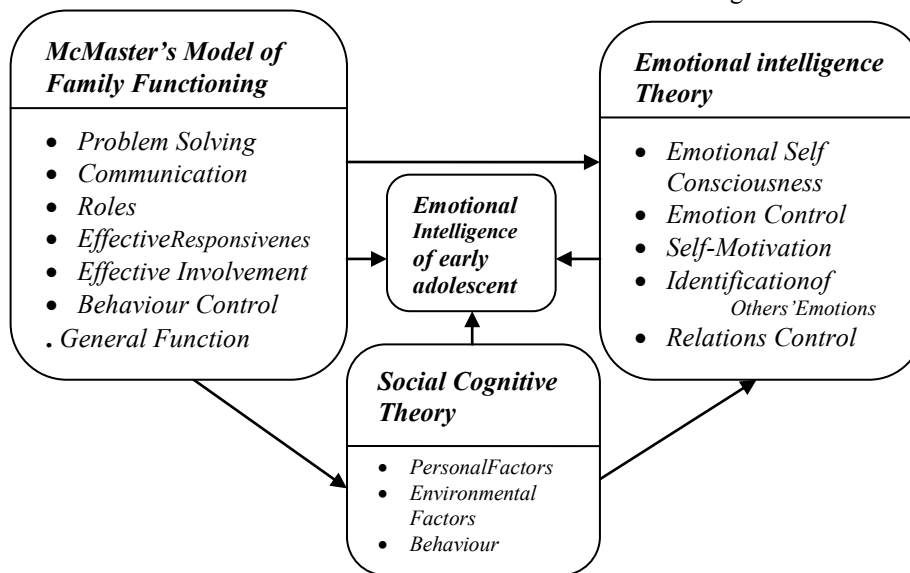 McMaster’s Model of
Family Functioning
• Problem Solving
• Communication
• Roles
• EffectiveResponsivenes
• Effective Involvement
• Behaviour Control
. General Function
Emotional
Intelligence
of early
adolescent
Emotional intelligence
Theory
• Emotional Self
Consciousness
• Emotion Control
• Self-Motivation
• Identificationof
Others’Emotions
• Relations Control
Social Cognitive
Theory
• PersonalFactors
• Environmental
Factors
• Behaviour